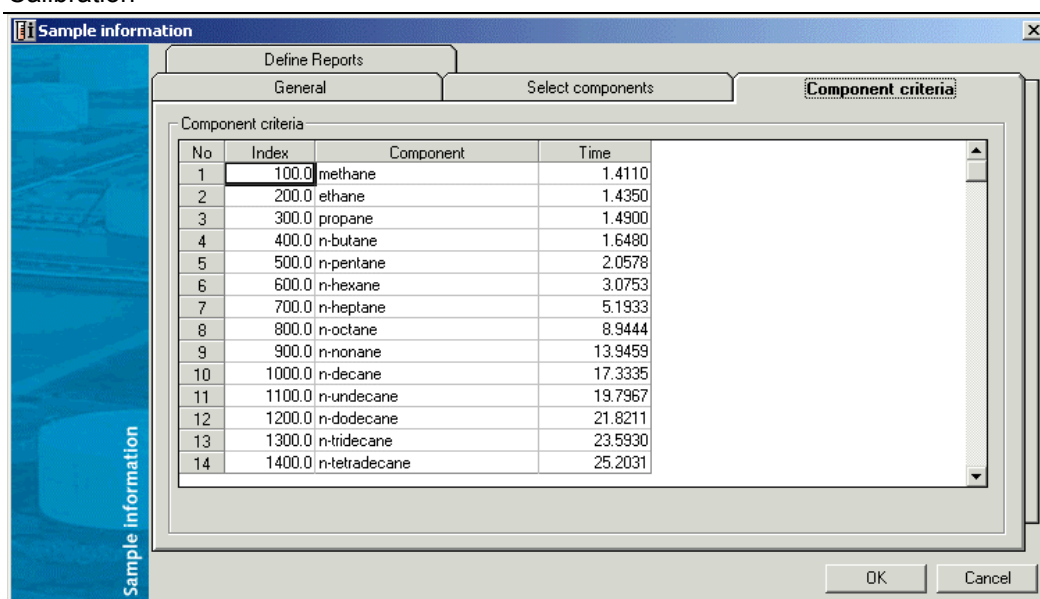 Calibration
Sample information
Define Reports
General Select components Component criteria
Component criteria
No Index Component Time
1 100.0 methane 1.4110
2 200.0 ethane 1.4350
3 300.0 propane 1.4900
4 400.0 n-butane 1.6480
5 500.0 n-pentane 2.0578
6 600.0 n-hexane 3.0753
7 700.0 n-heptane 5.1933
8 800.0 n-octane 8.9444
9 900.0 n-nonane 13.9459
10 1000.0 n-decane 17.3335
11 1100.0 n-undecane 19.7967
12 1200.0 n-dodecane 21.8211
13 1300.0 n-tridecane 23.5930
14 1400.0 n-tetradecane 25.2031
Sample information
OK Cancel